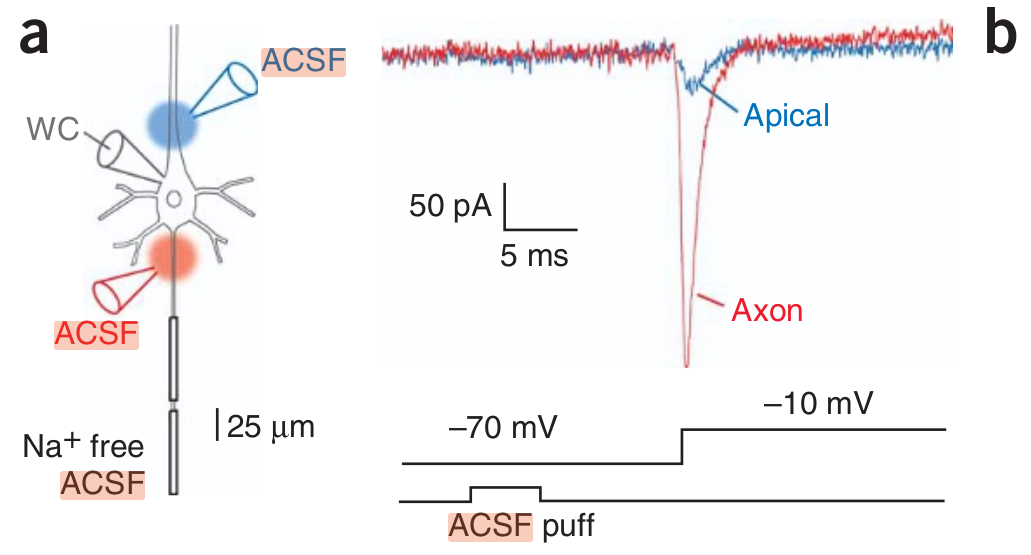 a
ACSF
WC
ACSF
25 μm
Na+ free
ACSF
b
Apical
50 pA
5 ms
Axon
–70 mV
–10 mV
ACSF puff